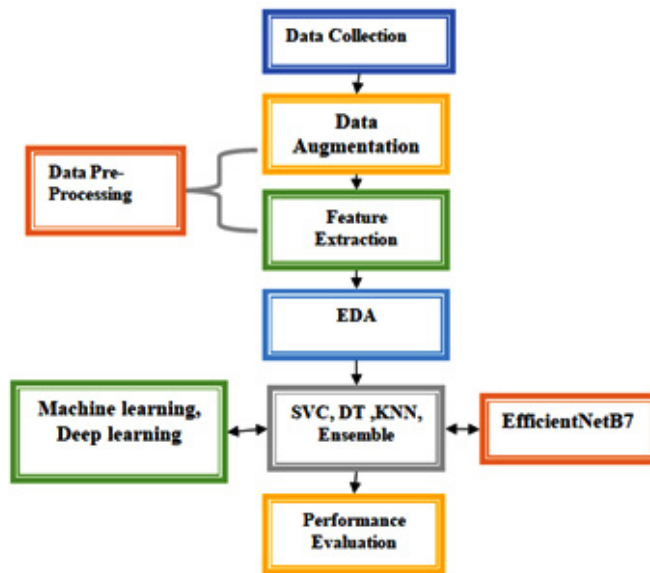 Data Collection
Data
Augmentation
Data Pre-
Processing
Feature
Extraction
EDA
Machine learning,
Deep learning
SVC, DT ,KNN,
Ensemble
EfficientNetB7
Performance
Evaluation